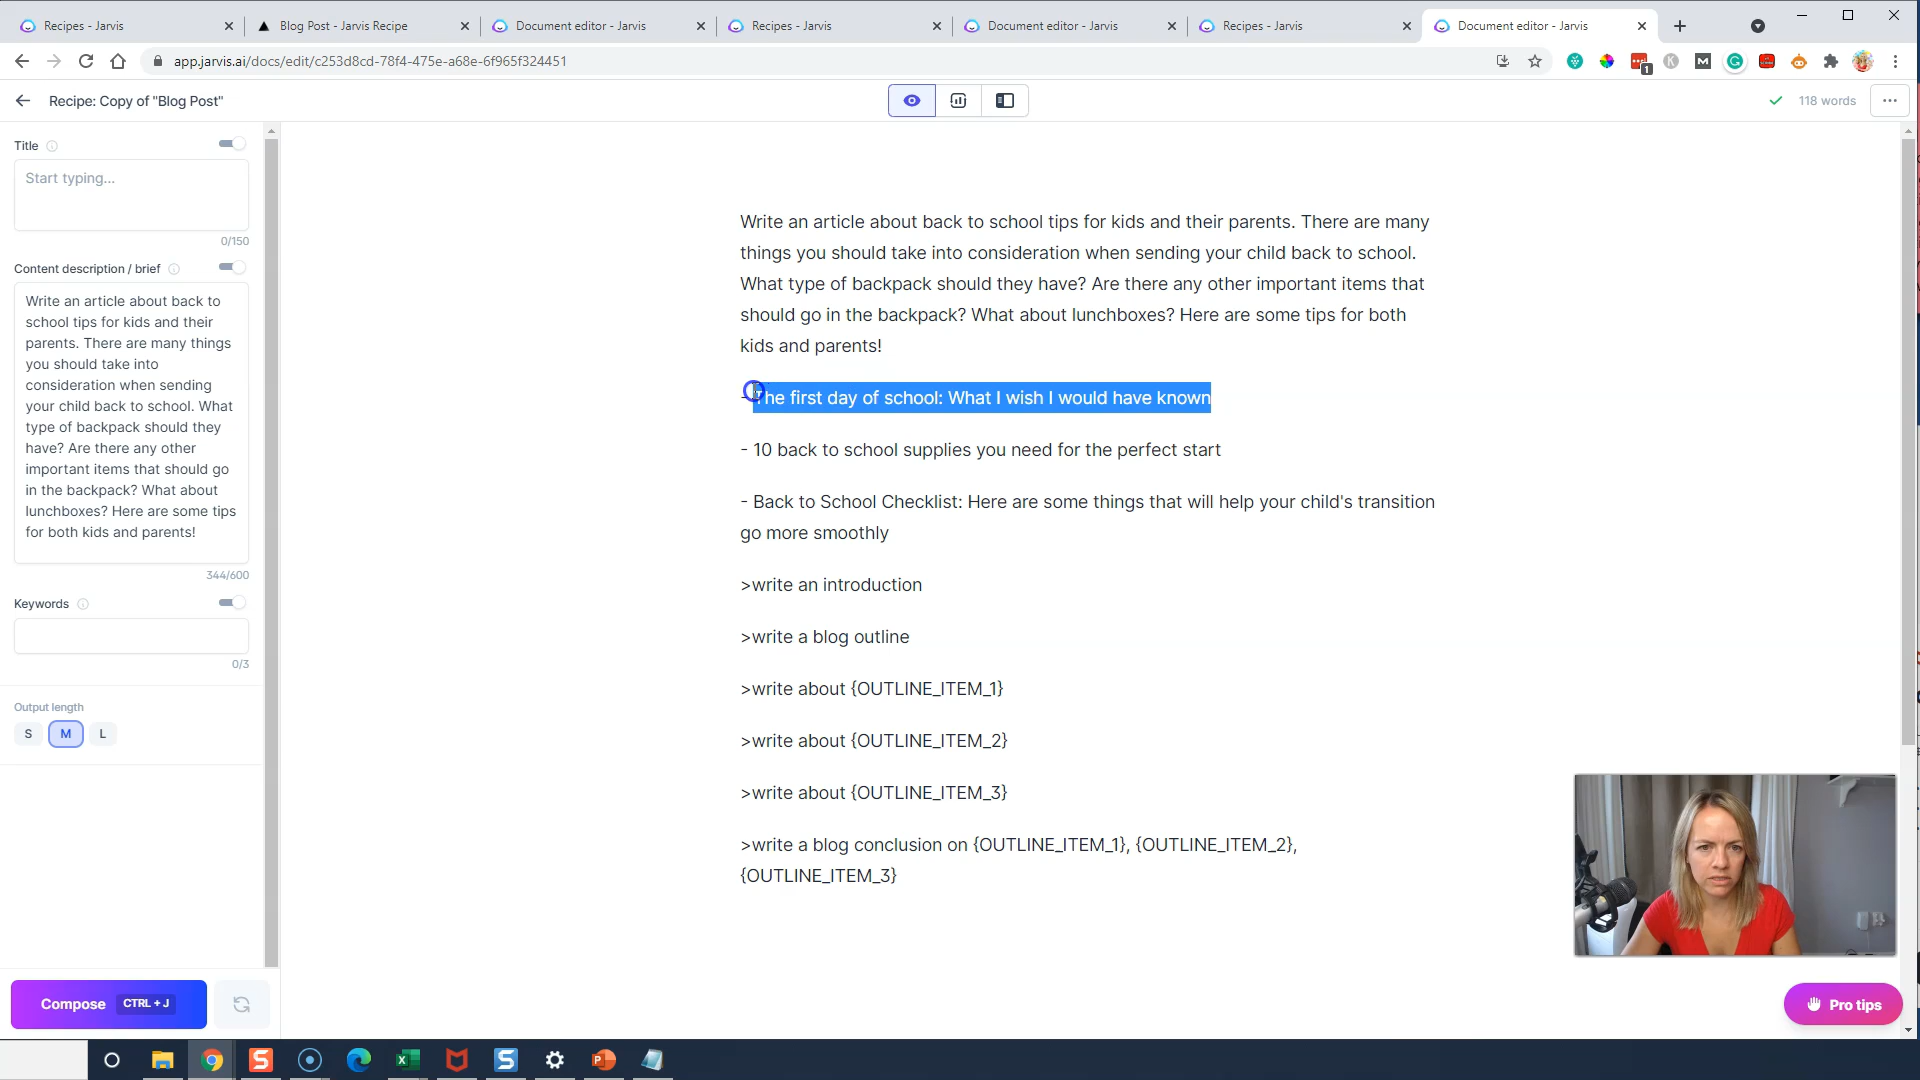 Recipes - Jarvis
Blog Post - Jarvis Recipe
Document editor - Jarvis
Recipes - Jarvis
Document editor - Jarvis
Recipes - Jarvis
Document editor - Jarvis
app.jarvis.ai/docs/edit/c253d8cd-78f4-475e-a68e-6f965f324451
Recipe: Copy of "Blog Post"
118 words
Title
Start typing...
0/150
Content description / brief
Write an article about back to
school tips for kids and their
parents. There are many things
you should take into
consideration when sending
your child back to school. What
type of backpack should they
have? Are there any other
important items that should go
in the backpack? What about
lunchboxes? Here are some tips
for both kids and parents!
344/600
Keywords
0/3
Output length
S
M
L
Compose
CTRL + J
Write an article about back to school tips for kids and their parents. There are many
things you should take into consideration when sending your child back to school.
What type of backpack should they have? Are there any other important items that
should go in the backpack? What about lunchboxes? Here are some tips for both
kids and parents!
- The first day of school: What I wish I would have known
- 10 back to school supplies you need for the perfect start
- Back to School Checklist: Here are some things that will help your child's transition
go more smoothly
>write an introduction
>write a blog outline
>write about {OUTLINE_ITEM_1}
>write about {OUTLINE_ITEM_2}
>write about {OUTLINE_ITEM_3}
>write a blog conclusion on {OUTLINE_ITEM_1}, {OUTLINE_ITEM_2},
{OUTLINE_ITEM_3}
Pro tips